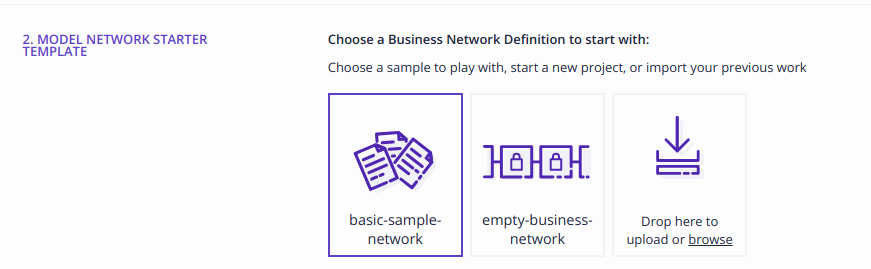 2. MODEL NETWORK STARTER
TEMPLATE
Choose a Business Network Definition to start with:
Choose a sample to play with, start a new project, or import your previous work
basic-sample-
network
empty-business-
network
Drop here to
upload or browse